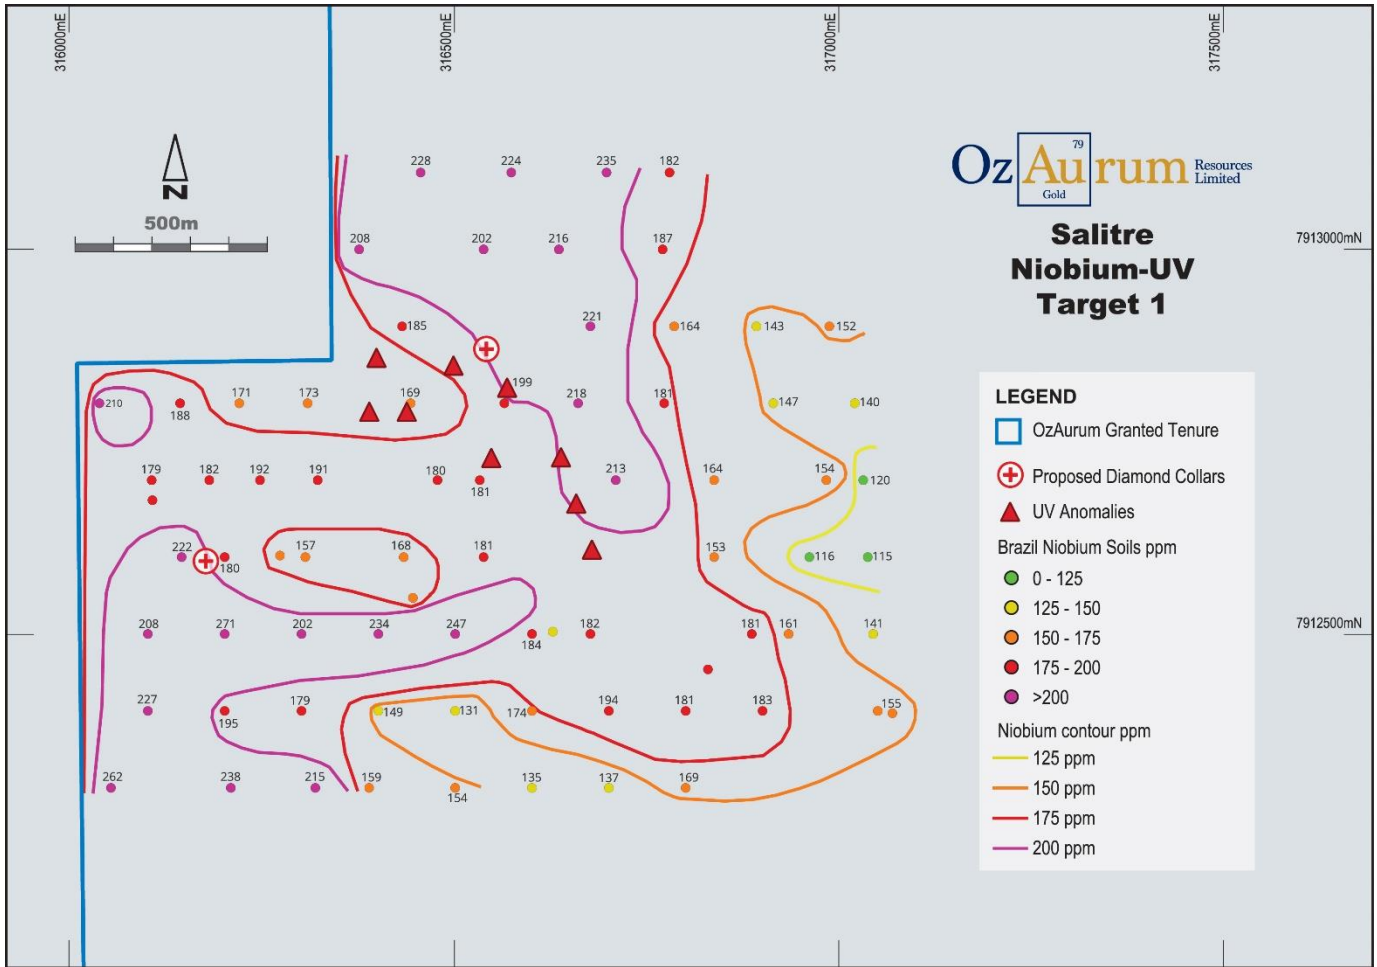 316000mE
316500mE
317000mE
317500mE
N
500m
79
Oz Au rum Resources
Limited
Gold
Salitre
Niobium-UV
Target 1
7913000mN
7912500mN
228 224 235 182
208 202 216 187
185 221 164 143 152
210 188 171 173 169 199 218 181 147 140
179 182 192 191 180 181 213 164 154 120
222 180 157 168 181 153 116 115
208 271 202 234 247 184 182 181 161 141
227 195 179 149 131 174 194 181 183 155
262 238 215 159 154 135 137 169
LEGEND
OzAurum Granted Tenure
Proposed Diamond Collars
UV Anomalies
Brazil Niobium Soils ppm
0 - 125
125 - 150
150 - 175
175 - 200
>200
Niobium contour ppm
125 ppm
150 ppm
175 ppm
200 ppm